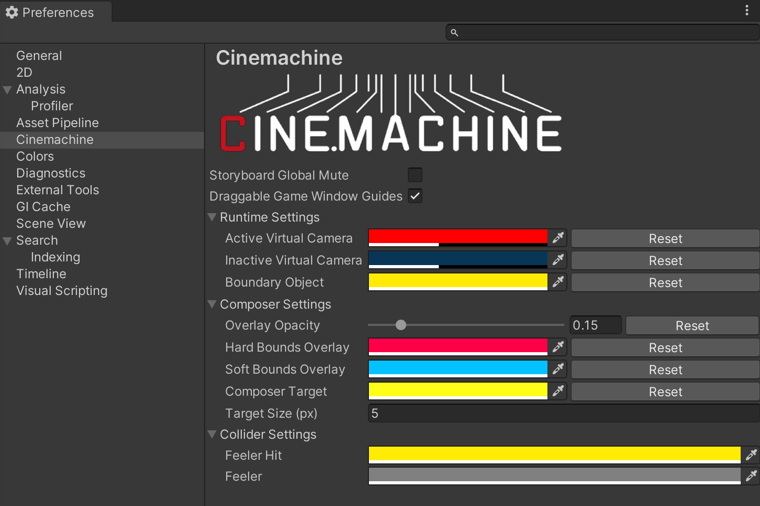 Preferences
General
2D
Analysis
Profiler
Asset Pipeline
Cinemachine
Colors
Diagnostics
External Tools
GI Cache
Scene View
Search
Indexing
Timeline
Visual Scripting
Cinemachine
CINEMACHINE
Storyboard Global Mute
Draggable Game Window Guides
Runtime Settings
Active Virtual Camera Reset
Inactive Virtual Camera Reset
Boundary Object Reset
Composer Settings
Overlay Opacity 0.15 Reset
Hard Bounds Overlay Reset
Soft Bounds Overlay Reset
Composer Target Reset
Target Size (px) 5
Collider Settings
Feeler Hit
Feeler